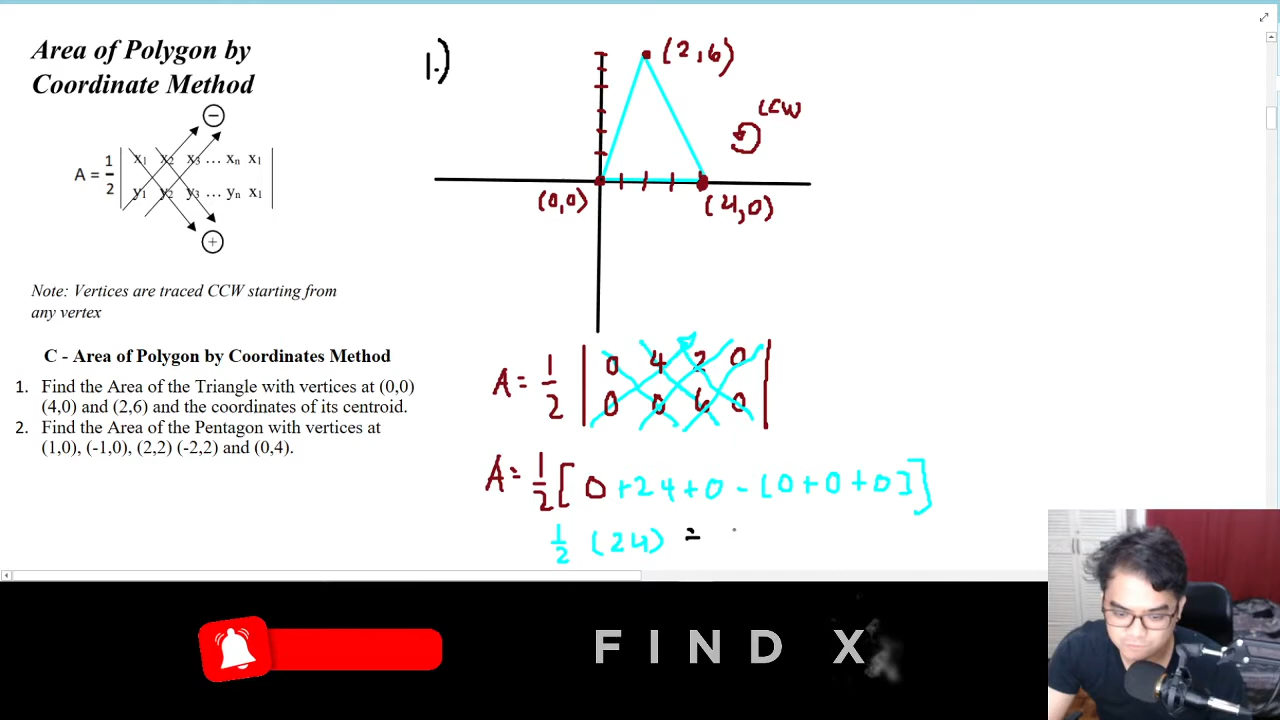 Area of Polygon by
Coordinate Method
A = 1/2 | x1 x2 x3 ... xn x1 |
| y1 y2 y3 ... yn x1 |
−
+
Note: Vertices are traced CCW starting from
any vertex
C - Area of Polygon by Coordinates Method
1. Find the Area of the Triangle with vertices at (0,0)
(4,0) and (2,6) and the coordinates of its centroid.
2. Find the Area of the Pentagon with vertices at
(1,0), (-1,0), (2,2) (-2,2) and (0,4).
1.)
(2,6)
CCW
(0,0)
(4,0)
A = 1/2 | 0 4 2 0 |
| 0 0 6 0 |
A = 1/2 [ 0 + 24 + 0 - (0 + 0 + 0) ]
1/2 (24) =
FIND X